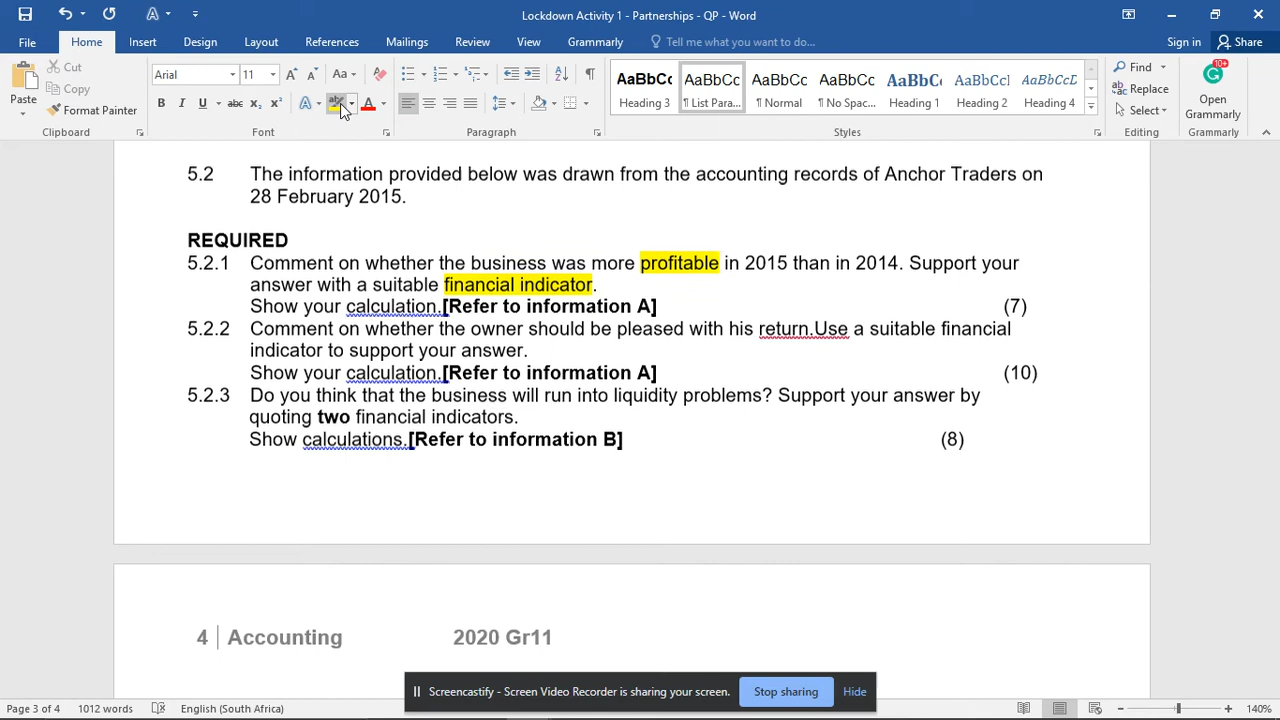 Lockdown Activity 1 - Partnerships - QP - Word
File Home Insert Design Layout References Mailings Review View Grammarly Tell me what you want to do... Sign in Share
Paste Cut Copy Format Painter Clipboard
Arial 11 Aa
B I U abc x₂ x² A aby A
Font
Paragraph
AaBbCc AaBbCc AaBbCc AaBbCc AaBbCc AaBbCc AaBbCcD
Heading 3 ¶ List Para... ¶ Normal ¶ No Spac... Heading 1 Heading 2 Heading 4
Styles
Find Replace Select Editing
10+ Open Grammarly Grammarly
5.2 The information provided below was drawn from the accounting records of Anchor Traders on
28 February 2015.
REQUIRED
5.2.1 Comment on whether the business was more profitable in 2015 than in 2014. Support your
answer with a suitable financial indicator.
Show your calculation.[Refer to information A] (7)
5.2.2 Comment on whether the owner should be pleased with his return.Use a suitable financial
indicator to support your answer.
Show your calculation.[Refer to information A] (10)
5.2.3 Do you think that the business will run into liquidity problems? Support your answer by
quoting two financial indicators.
Show calculations.[Refer to information B] (8)
4 Accounting 2020 Gr11
Screencastify - Screen Video Recorder is sharing your screen. Stop sharing Hide
Page 3 of 4 1012 words English (South Africa) 140%